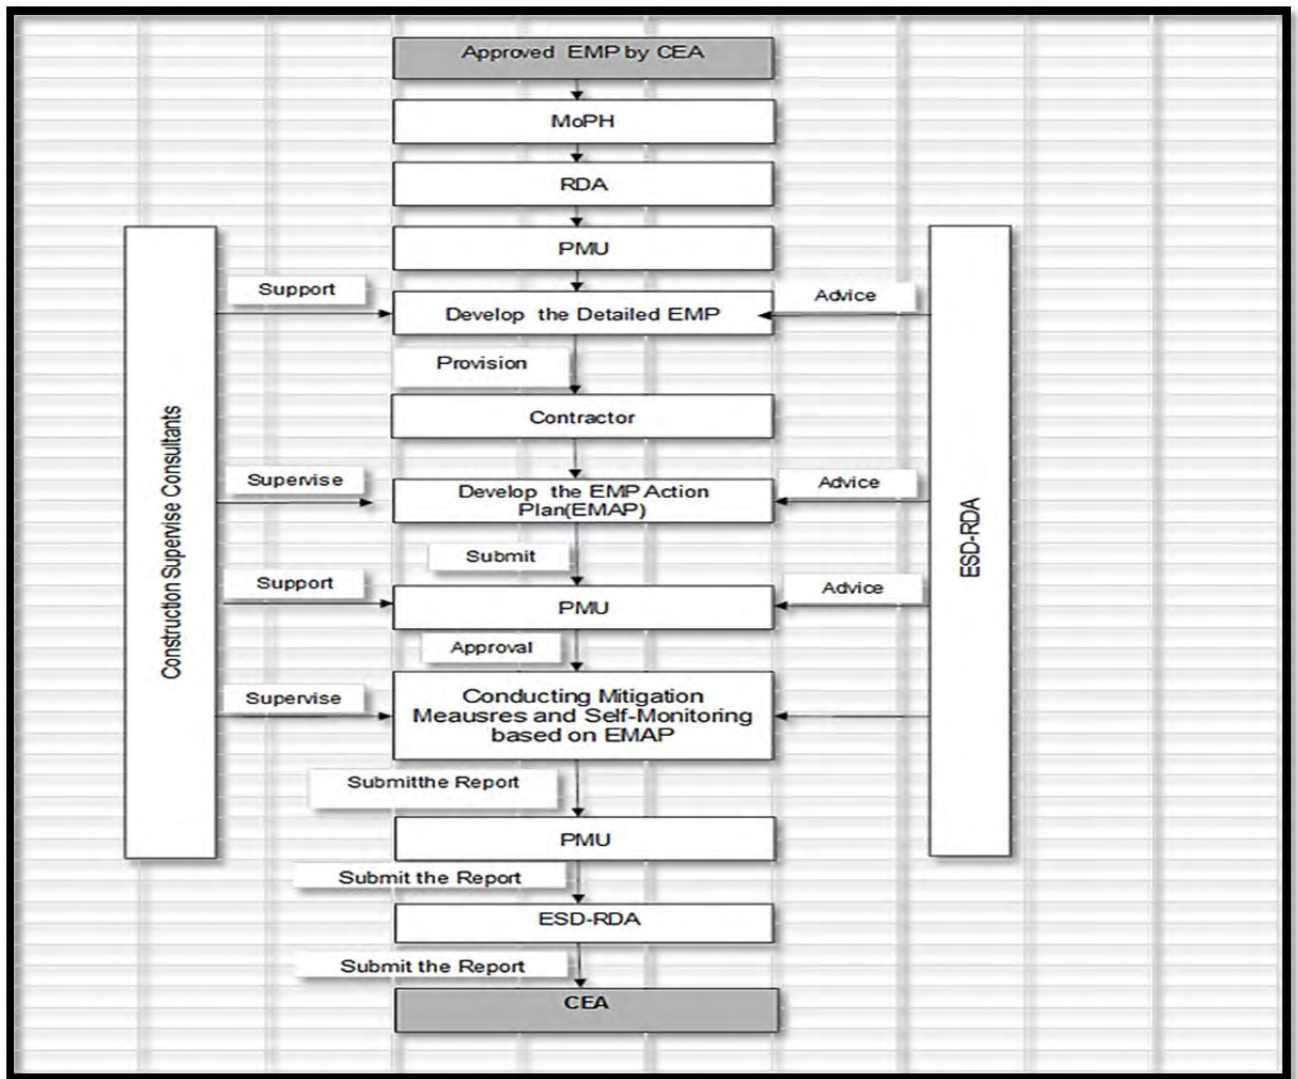 Approved EMP by CEA
MoPH
RDA
PMU
Support
Develop the Detailed EMP
Advice
Provision
Contractor
Supervise
Develop the EMP Action
Plan(EMAP)
Advice
Submit
Support
PMU
Advice
Approval
Supervise
Conducting Mitigation
Meausres and Self-Monitoring
based on EMAP
Submitthe Report
PMU
Submit the Report
ESD-RDA
Submit the Report
CEA
Construction Supervise Consultants
ESD-RDA